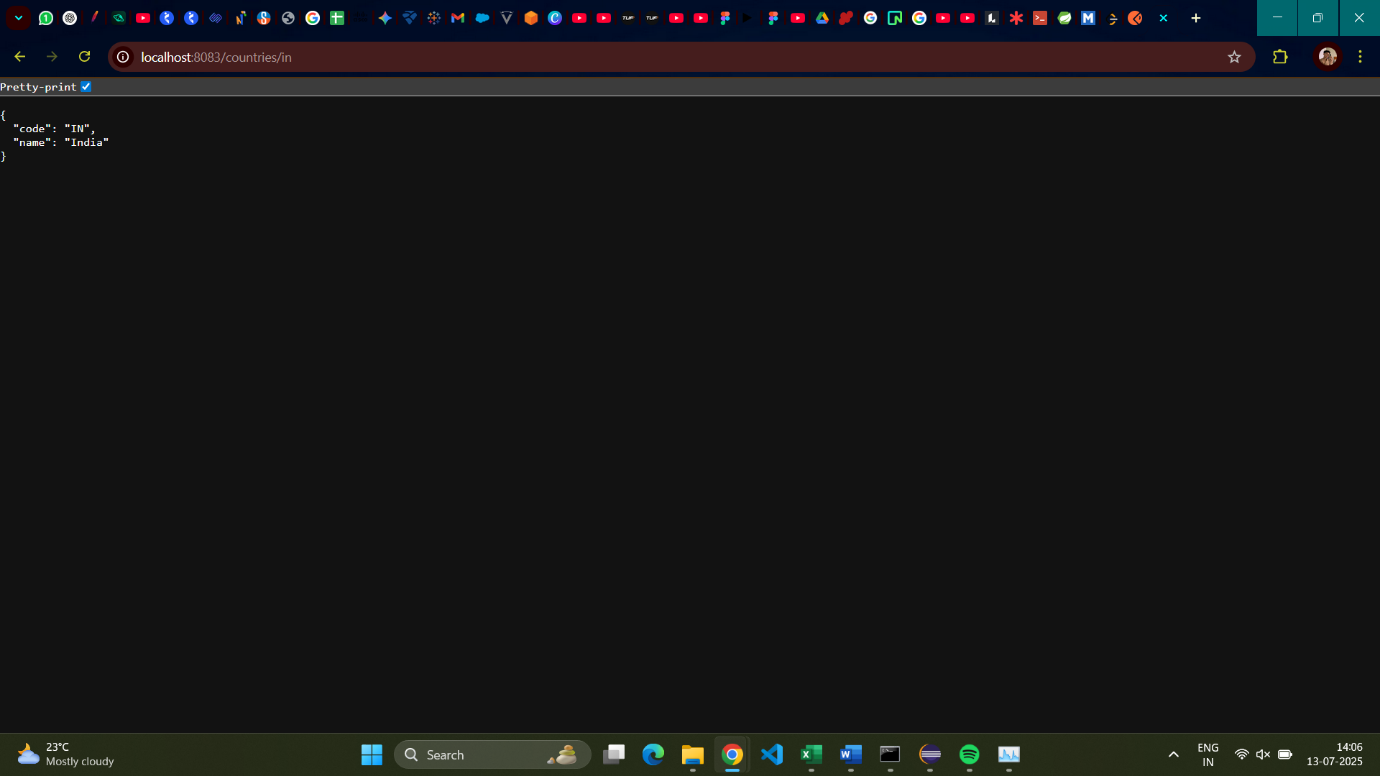 localhost:8083/countries/in
Pretty-print
{
  "code": "IN",
  "name": "India"
}
23°C
Mostly cloudy
Search
ENG
IN
14:06
13-07-2025